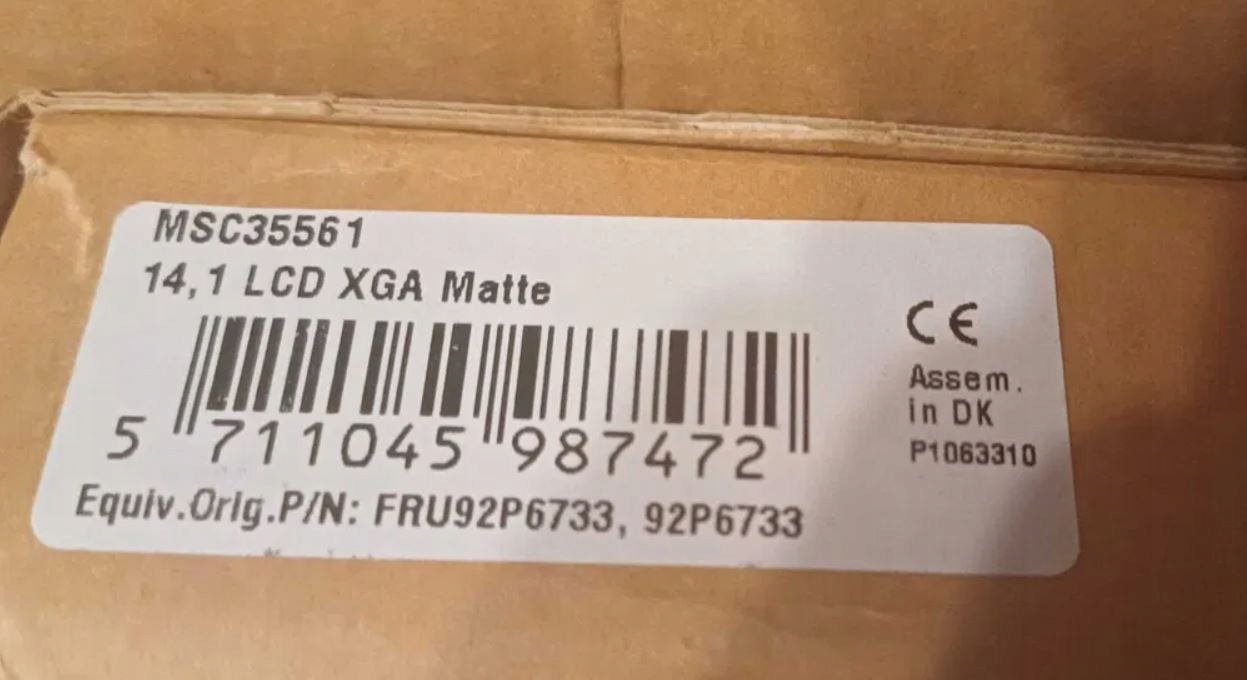 MSC35561
14,1 LCD XGA Matte
5 711045 987472
Equiv.Orig.P/N: FRU92P6733, 92P6733
CE
Assem.
in DK
P1063310